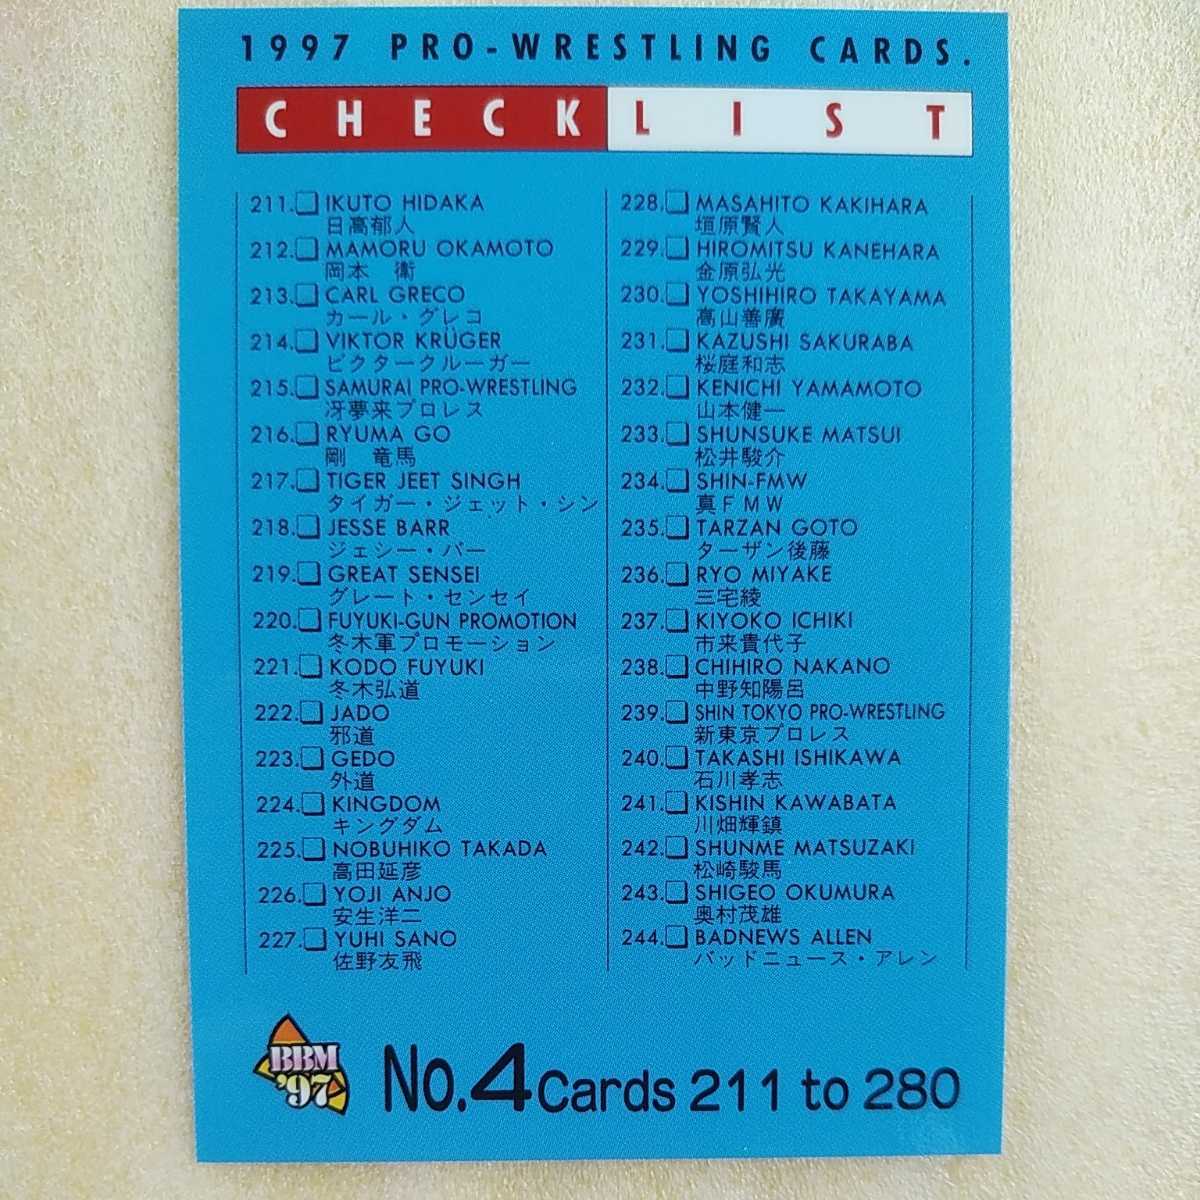 1997 PRO-WRESTLING CARDS.
CHECKLIST
211. IKUTO HIDAKA
日高郁人
212. MAMORU OKAMOTO
岡本 衛
213. CARL GRECO
カール・グレコ
214. VIKTOR KRÜGER
ビクタークルーガー
215. SAMURAI PRO-WRESTLING
冴夢来プロレス
216. RYUMA GO
剛 竜馬
217. TIGER JEET SINGH
タイガー・ジェット・シン
218. JESSE BARR
ジェシー・バー
219. GREAT SENSEI
グレート・センセイ
220. FUYUKI-GUN PROMOTION
冬木軍プロモーション
221. KODO FUYUKI
冬木弘道
222. JADO
邪道
223. GEDO
外道
224. KINGDOM
キングダム
225. NOBUHIKO TAKADA
高田延彦
226. YOJI ANJO
安生洋二
227. YUHI SANO
佐野友飛
228. MASAHITO KAKIHARA
垣原賢人
229. HIROMITSU KANEHARA
金原弘光
230. YOSHIHIRO TAKAYAMA
高山善廣
231. KAZUSHI SAKURABA
桜庭和志
232. KENICHI YAMAMOTO
山本健一
233. SHUNSUKE MATSUI
松井駿介
234. SHIN-FMW
真FMW
235. TARZAN GOTO
ターザン後藤
236. RYO MIYAKE
三宅綾
237. KIYOKO ICHIKI
市来貴代子
238. CHIHIRO NAKANO
中野知陽呂
239. SHIN TOKYO PRO-WRESTLING
新東京プロレス
240. TAKASHI ISHIKAWA
石川孝志
241. KISHIN KAWABATA
川畑輝鎮
242. SHUNME MATSUZAKI
松崎駿馬
243. SHIGEO OKUMURA
奥村茂雄
244. BADNEWS ALLEN
バッドニュース・アレン
BBM
'97
No.4 Cards 211 to 280